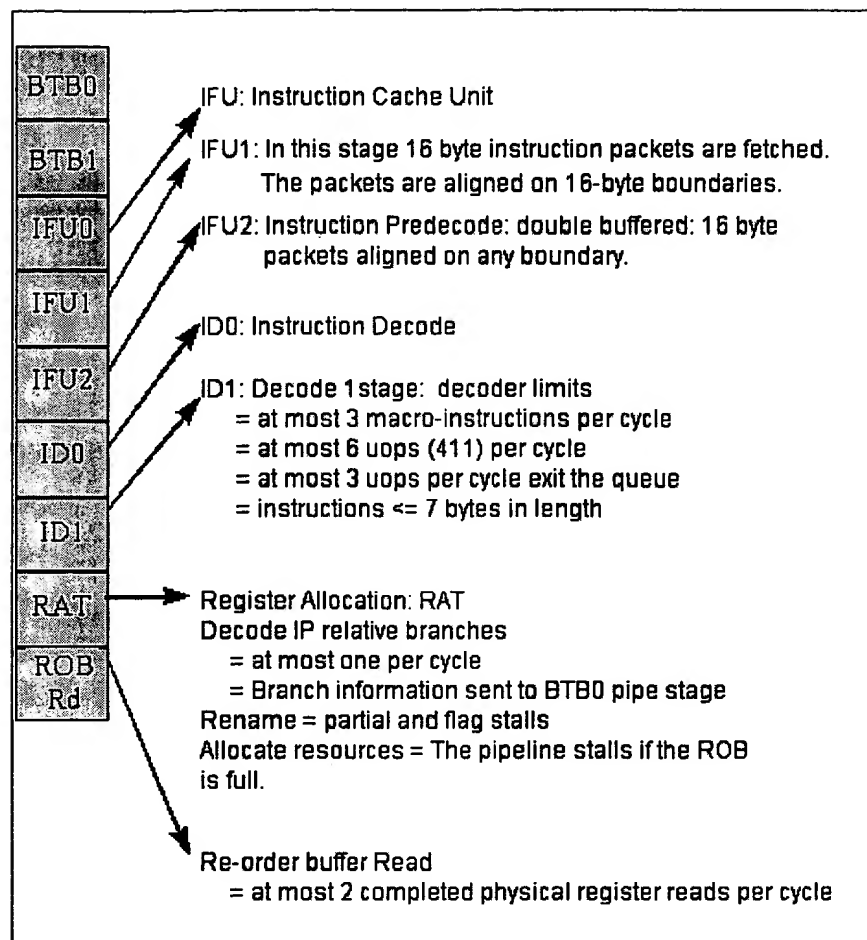 BTB0
BTB1
IFU0
IFU1
IFU2
ID0
ID1
RAT
ROB
Rd
IFU: Instruction Cache Unit
IFU1: In this stage 16 byte instruction packets are fetched.
The packets are aligned on 16-byte boundaries.
IFU2: Instruction Predecode: double buffered: 16 byte
packets aligned on any boundary.
ID0: Instruction Decode
ID1: Decode 1 stage: decoder limits
= at most 3 macro-instructions per cycle
= at most 6 uops (411) per cycle
= at most 3 uops per cycle exit the queue
= instructions <= 7 bytes in length
Register Allocation: RAT
Decode IP relative branches
= at most one per cycle
= Branch information sent to BTB0 pipe stage
Rename = partial and flag stalls
Allocate resources = The pipeline stalls if the ROB
is full.
Re-order buffer Read
= at most 2 completed physical register reads per cycle